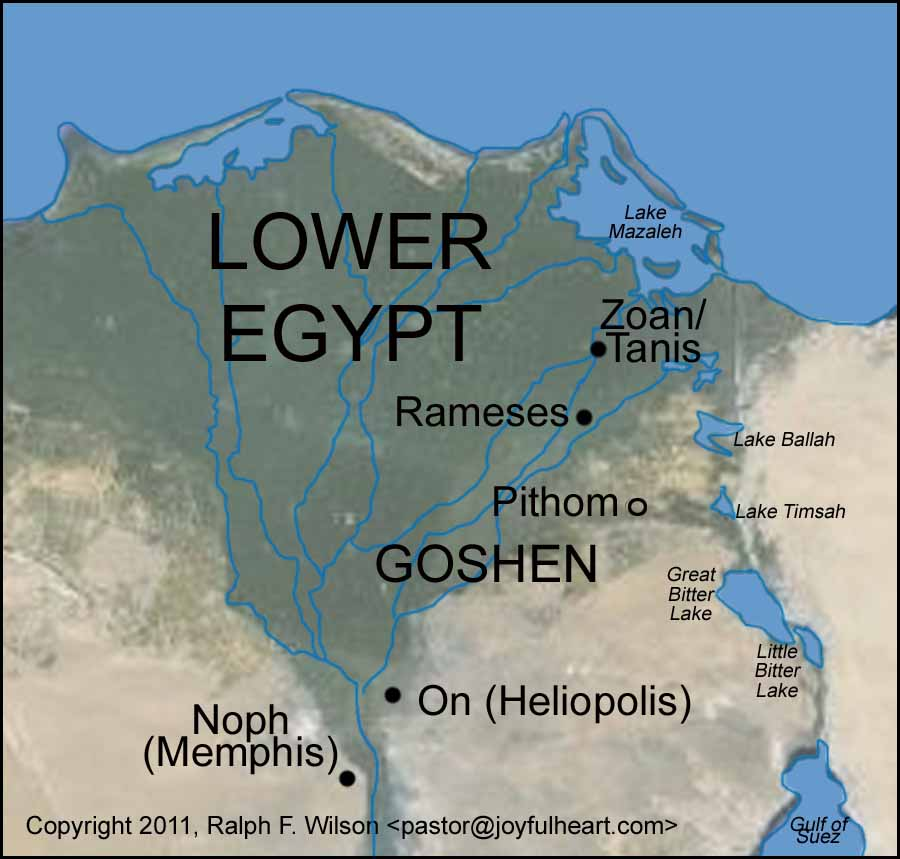 LOWER
EGYPT
Lake
Mazaleh
Zoan/
Tanis
Rameses
Lake Ballah
Pithom
Lake Timsah
GOSHEN
Great
Bitter
Lake
Little
Bitter
Lake
On (Heliopolis)
Noph
(Memphis)
Gulf of
Suez
Copyright 2011, Ralph F. Wilson <pastor@joyfulheart.com>